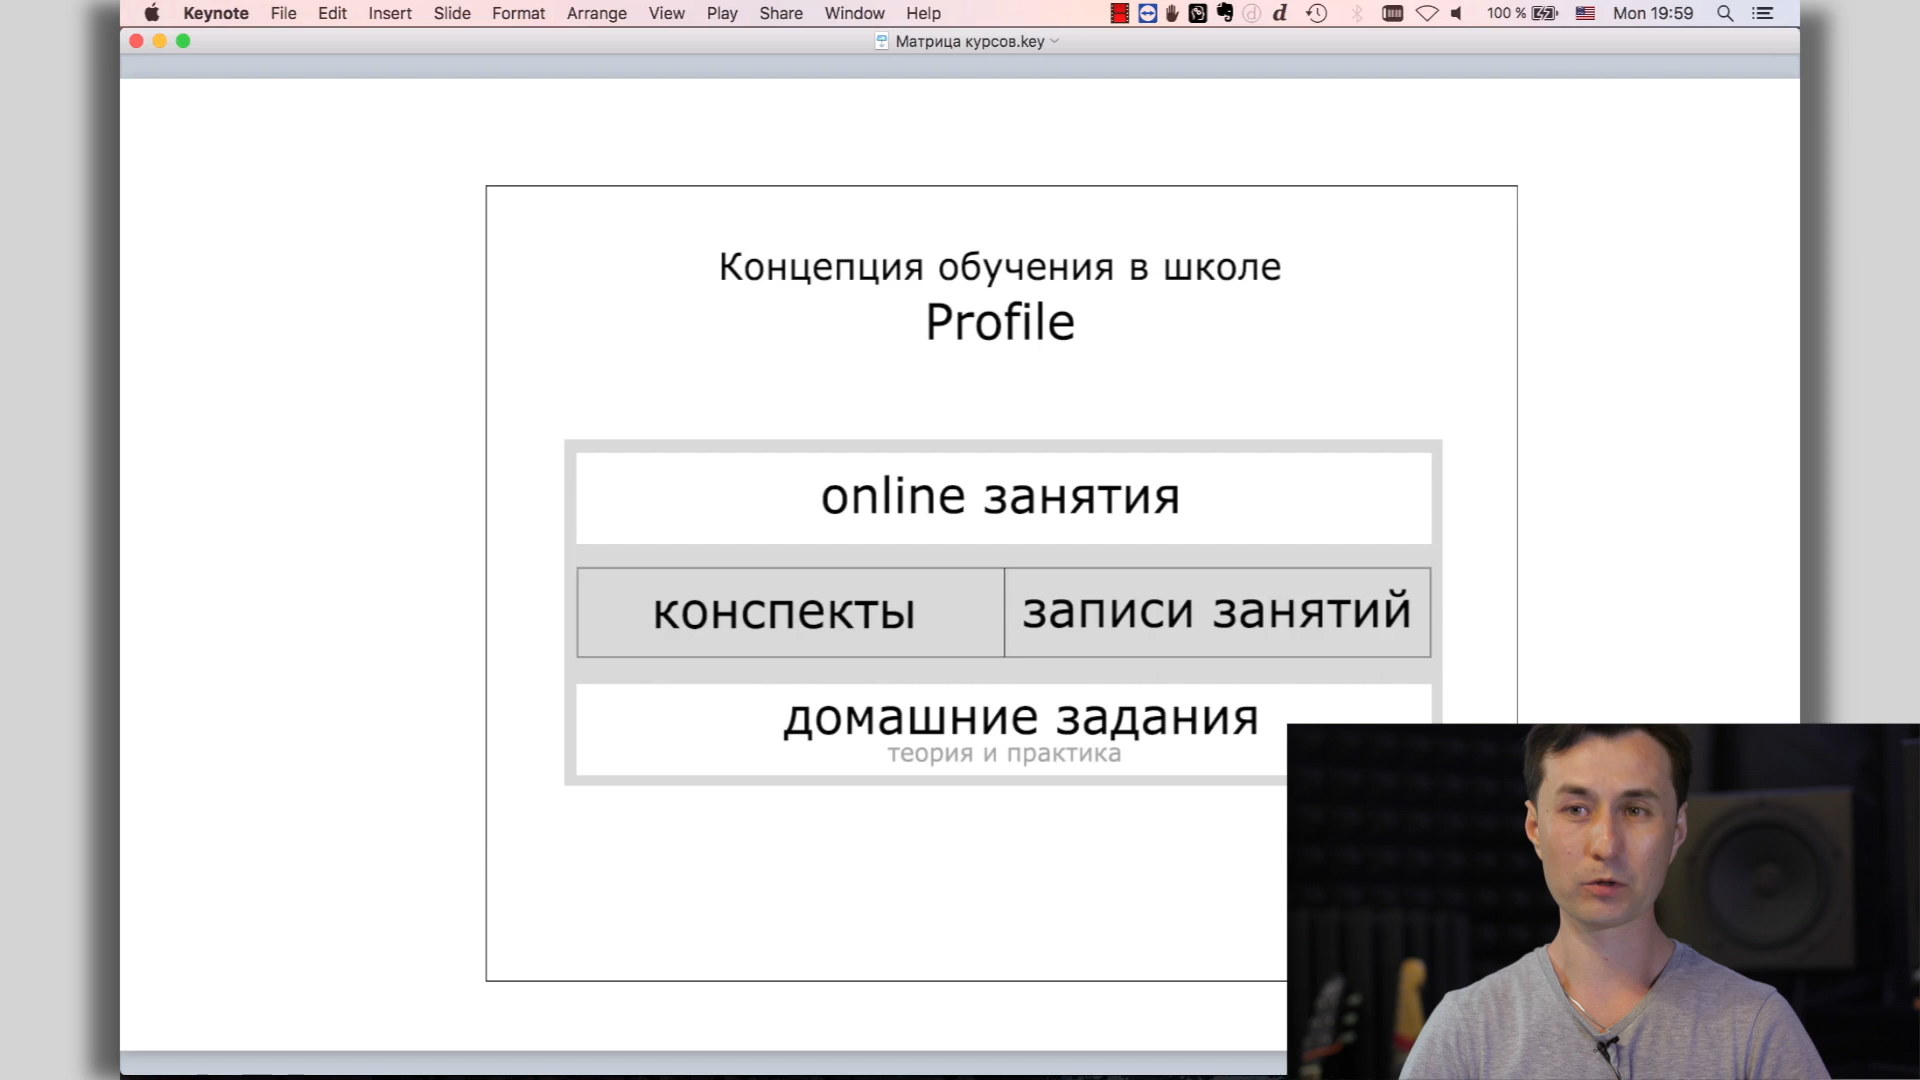 Keynote File Edit Insert Slide Format Arrange View Play Share Window Help 100 % Mon 19:59
Матрица курсов.key
Концепция обучения в школе
Profile
online занятия
конспекты записи занятий
домашние задания
теория и практика